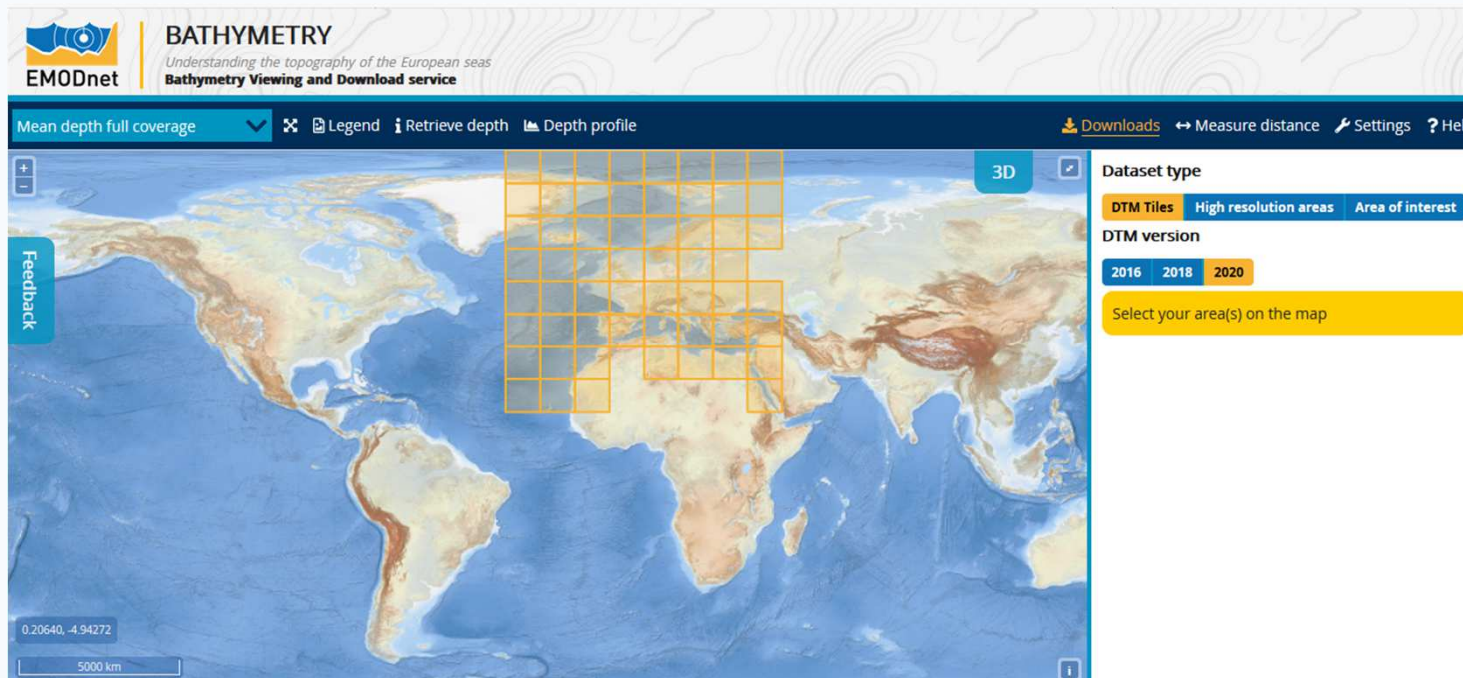 EMODnet
BATHYMETRY
Understanding the topography of the European seas
Bathymetry Viewing and Download service
Mean depth full coverage
Legend
Retrieve depth
Depth profile
Downloads
Measure distance
Settings
? Hel
+
−
3D
Feedback
0.20640, -4.94272
5000 km
i
Dataset type
DTM Tiles
High resolution areas
Area of interest
DTM version
2016
2018
2020
Select your area(s) on the map